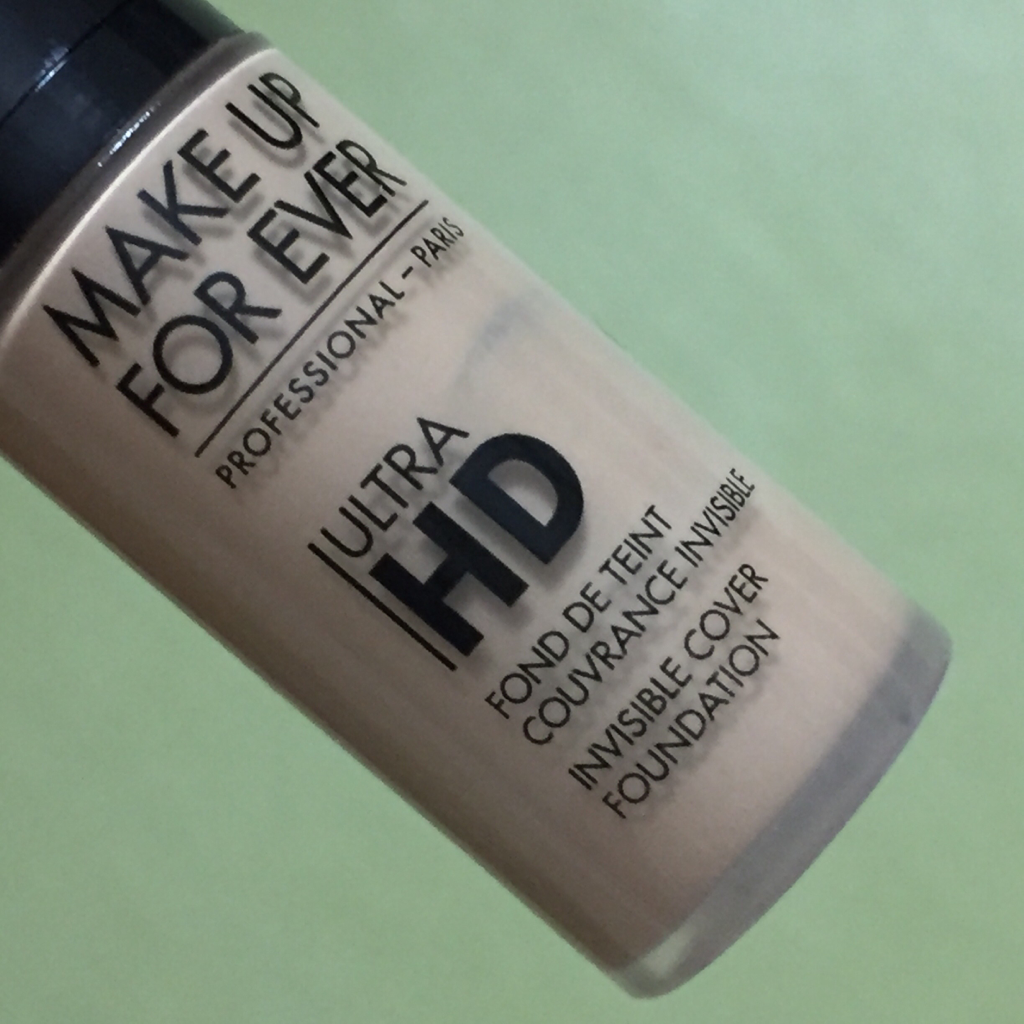 MAKE UP
FOR EVER
PROFESSIONAL – PARIS
ULTRA
HD
FOND DE TEINT
COUVRANCE INVISIBLE
INVISIBLE COVER
FOUNDATION